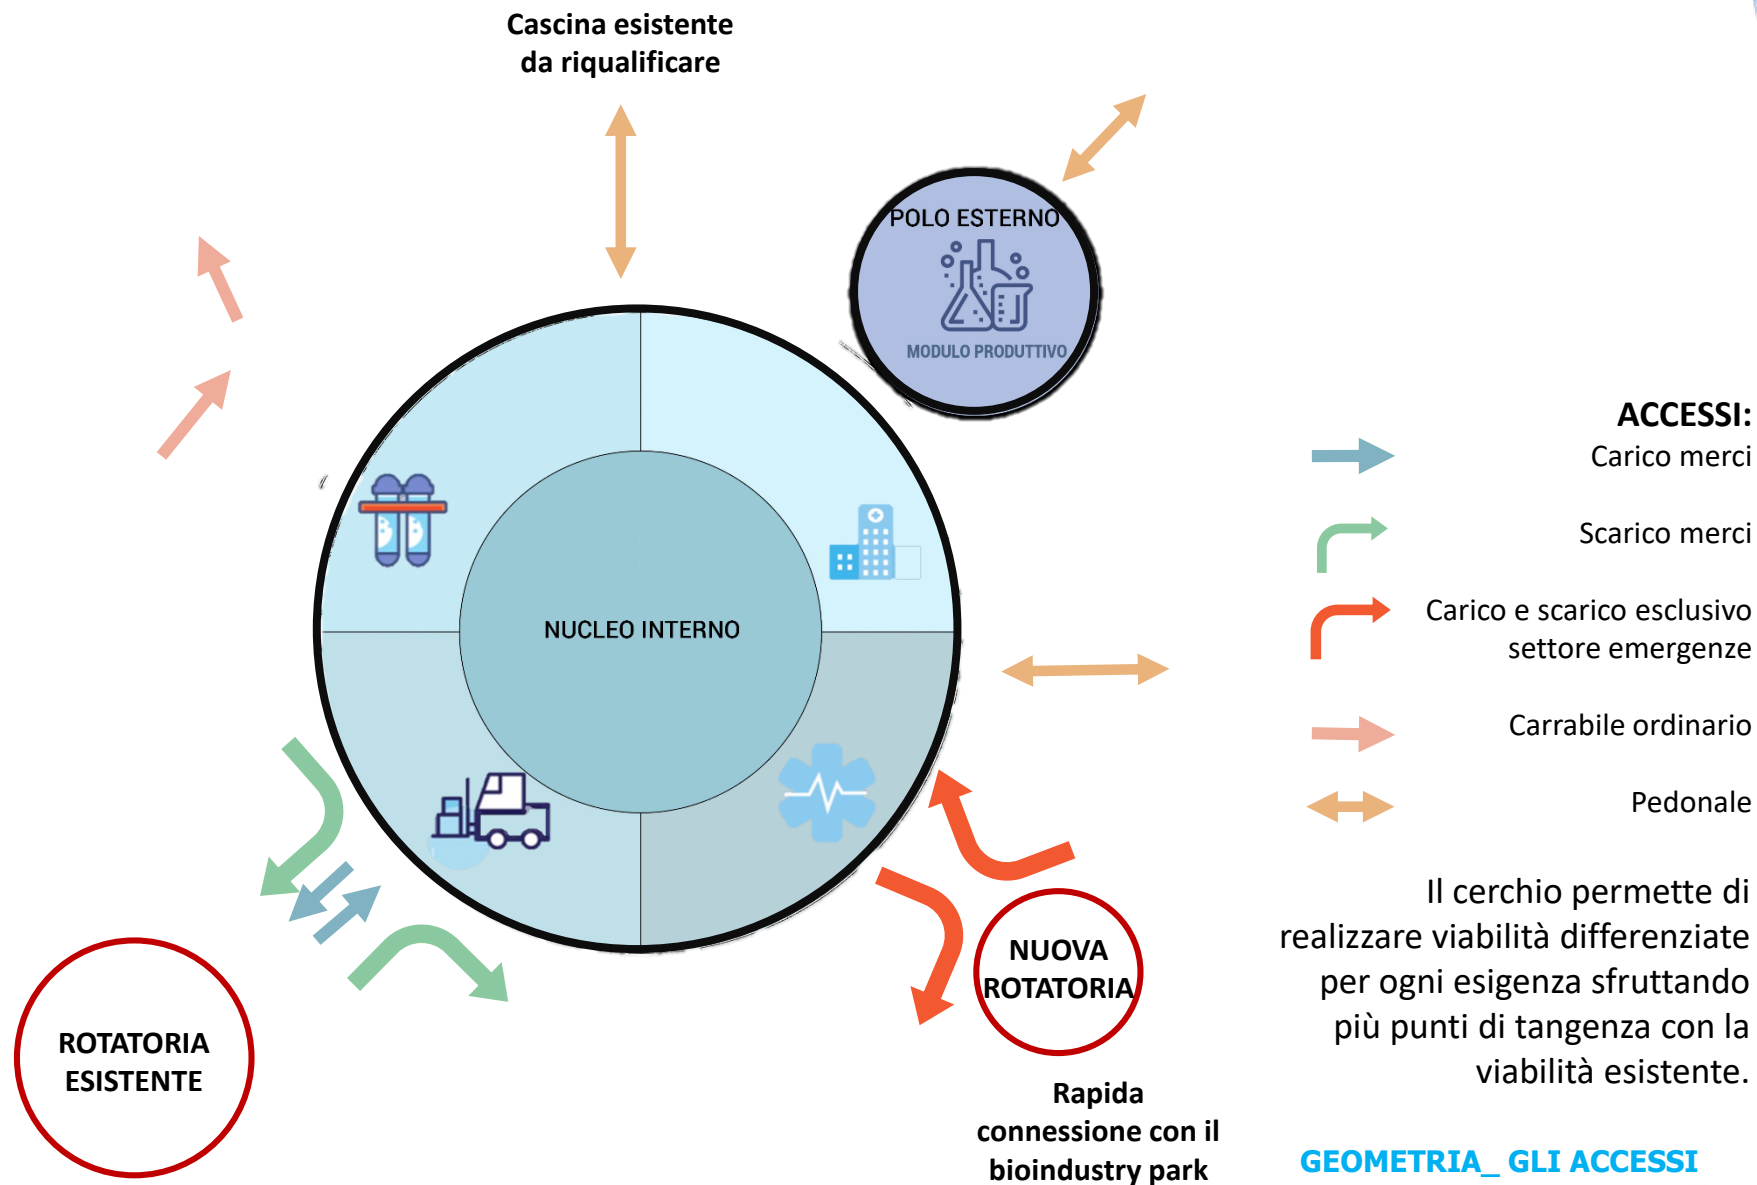 Cascina esistente
da riqualificare
POLO ESTERNO
MODULO PRODUTTIVO
NUCLEO INTERNO
ACCESSI:
Carico merci
Scarico merci
Carico e scarico esclusivo
settore emergenze
Carrabile ordinario
Pedonale
Il cerchio permette di
realizzare viabilità differenziate
per ogni esigenza sfruttando
più punti di tangenza con la
viabilità esistente.
ROTATORIA
ESISTENTE
NUOVA
ROTATORIA
Rapida
connessione con il
bioindustry park
GEOMETRIA_ GLI ACCESSI